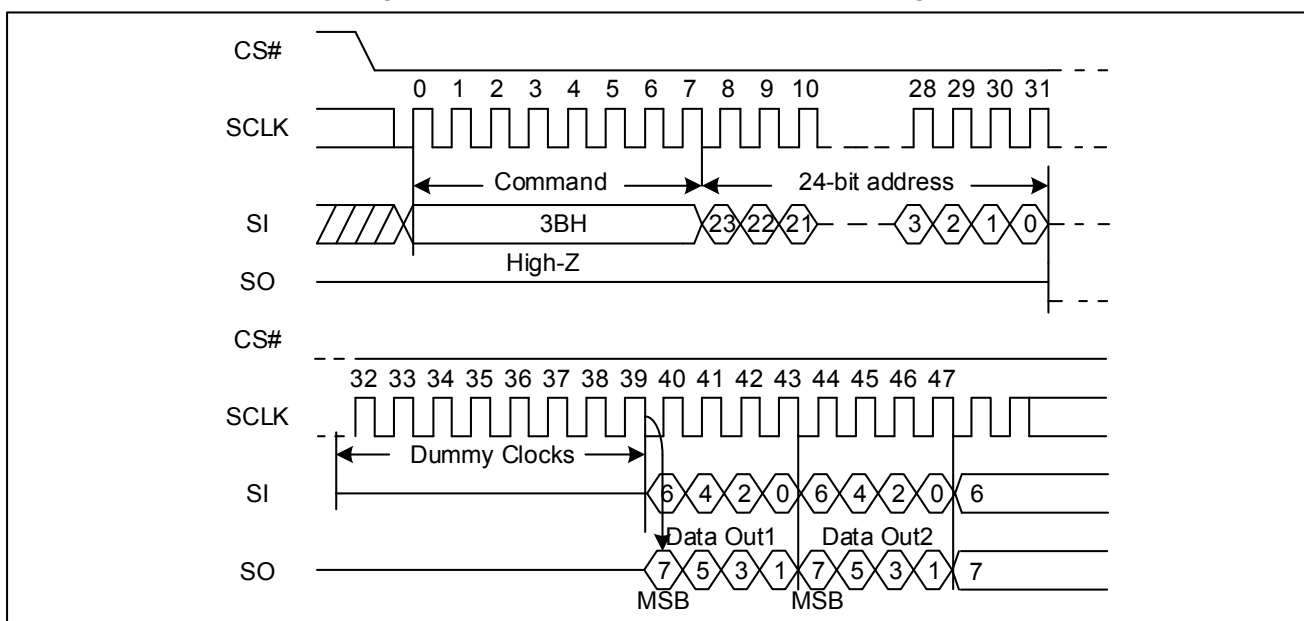 CS#
0 1 2 3 4 5 6 7 8 9 10 28 29 30 31
SCLK
Command 24-bit address
SI 3BH 23 22 21 3 2 1 0
High-Z
SO
CS#
32 33 34 35 36 37 38 39 40 41 42 43 44 45 46 47
SCLK
Dummy Clocks
SI 6 4 2 0 6 4 2 0 6
Data Out1 Data Out2
SO 7 5 3 1 7 5 3 1 7
MSB MSB